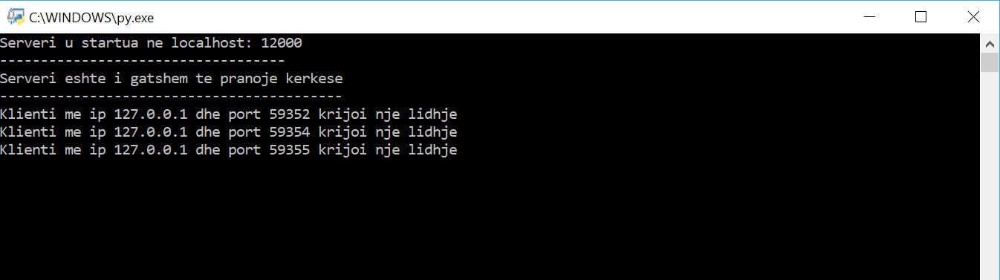 C:\WINDOWS\py.exe
Serveri u startua ne localhost: 12000
-----------------------------------
Serveri eshte i gatshem te pranoje kerkese
------------------------------------------
Klienti me ip 127.0.0.1 dhe port 59352 krijoi nje lidhje
Klienti me ip 127.0.0.1 dhe port 59354 krijoi nje lidhje
Klienti me ip 127.0.0.1 dhe port 59355 krijoi nje lidhje